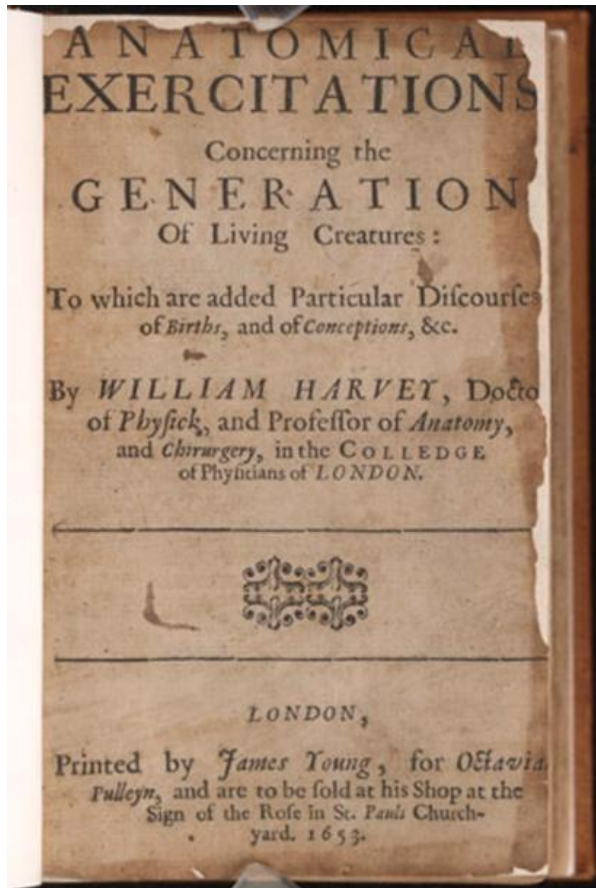 ANATOMICAL
EXERCITATIONS
Concerning the
GENERATION
Of Living Creatures:
To which are added Particular Diſcourſes
of Births, and of Conceptions, &c.
By WILLIAM HARVEY, Docto
of Phyſick, and Profeſſor of Anatomy,
and Chirurgery, in the COLLEDGE
of Phyſitians of LONDON.
LONDON,
Printed by James Young, for Octavia
Pulleyn, and are to be ſold at his Shop at the
Sign of the Roſe in St. Pauls Church-
yard. 1653.